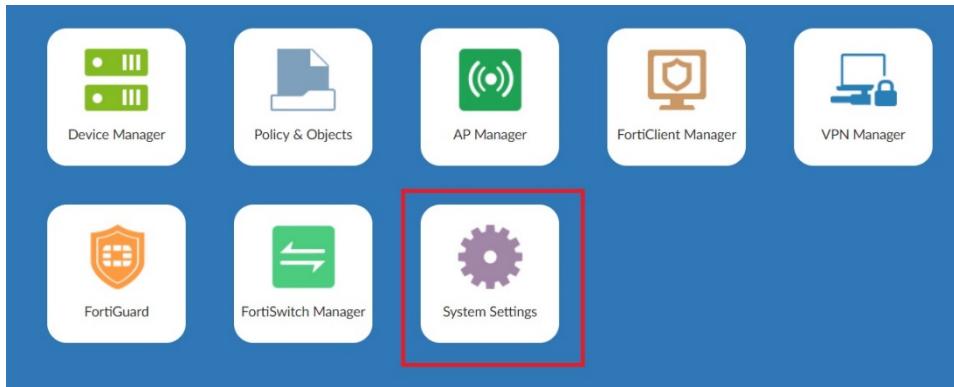 Device Manager
Policy & Objects
AP Manager
FortiClient Manager
VPN Manager
FortiGuard
FortiSwitch Manager
System Settings